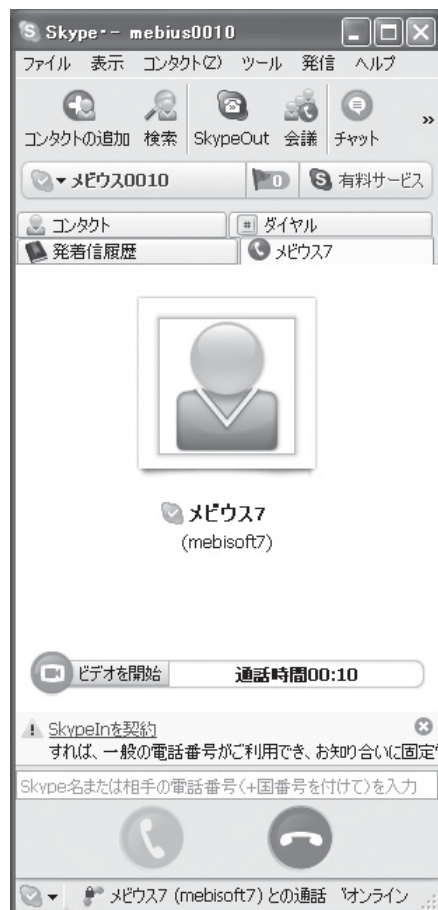 Skype・-- mebius0010
ファイル 表示 コンタクト(Z) ツール 発信 ヘルプ
コンタクトの追加 検索 SkypeOut 会議 チャット »
メビウス0010 0 有料サービス
コンタクト # ダイヤル
発着信履歴 メビウス7
メビウス7
(mebisoft7)
ビデオを開始 通話時間00:10
SkypeInを契約
すれば、一般の電話番号がご利用でき、お知り合いに固定
Skype名または相手の電話番号(+国番号を付けて)を入力
メビウス7 (mebisoft7) との通話 オンライン